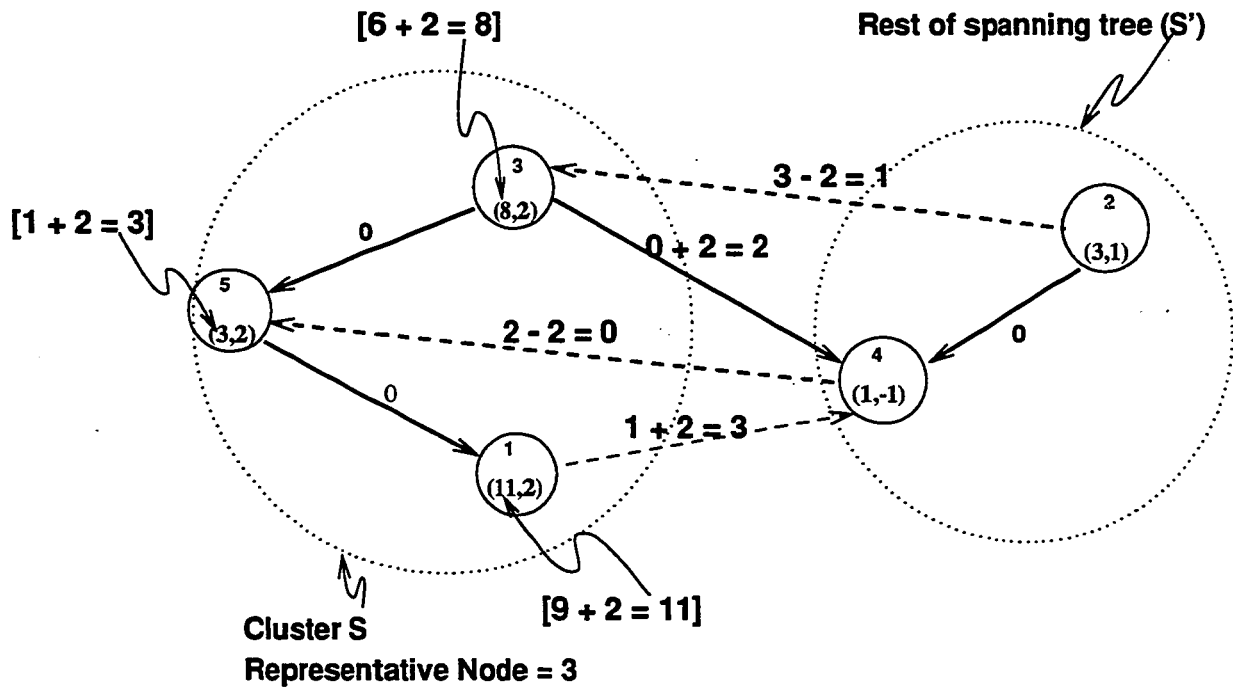 [6 + 2 = 8]
Rest of spanning tree (S')
3
(8,2)
3 - 2 = 1
2
(3,1)
[1 + 2 = 3]
0
0 + 2 = 2
5
(3,2)
2 - 2 = 0
0
4
(1,-1)
0
1 + 2 = 3
1
(11,2)
[9 + 2 = 11]
Cluster S
Representative Node = 3